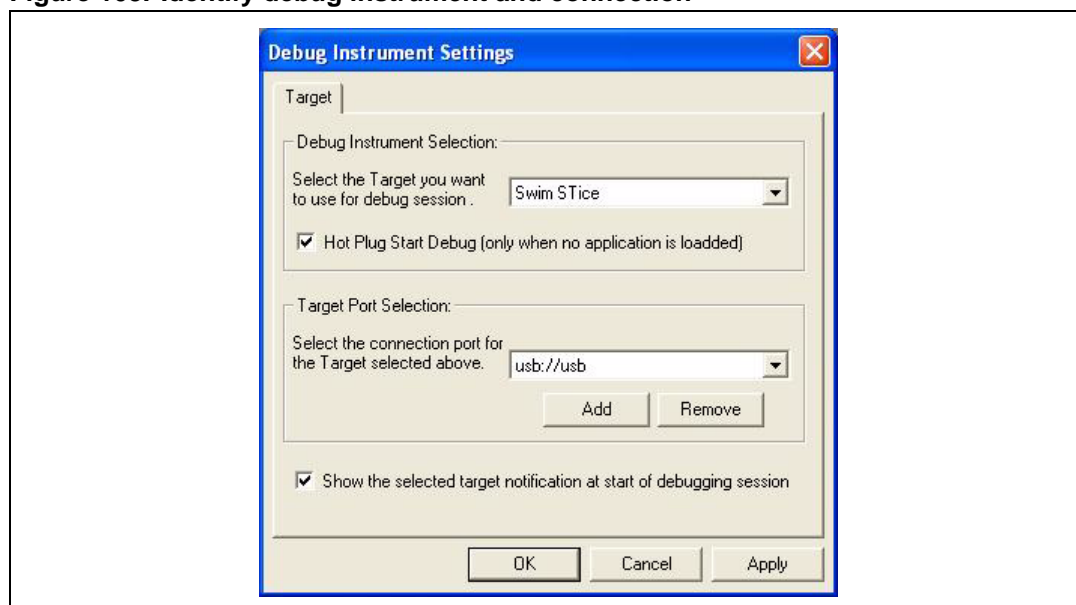 Debug Instrument Settings
Target
Debug Instrument Selection:
Select the Target you want
to use for debug session .
Swim STice
Hot Plug Start Debug (only when no application is loadded)
Target Port Selection:
Select the connection port for
the Target selected above.
usb://usb
Add
Remove
Show the selected target notification at start of debugging session
OK
Cancel
Apply